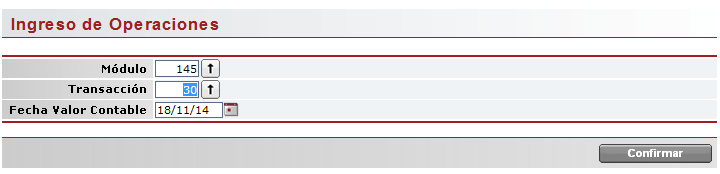 Ingreso de Operaciones
Módulo 145
Transacción 30
Fecha Valor Contable 18/11/14
Confirmar